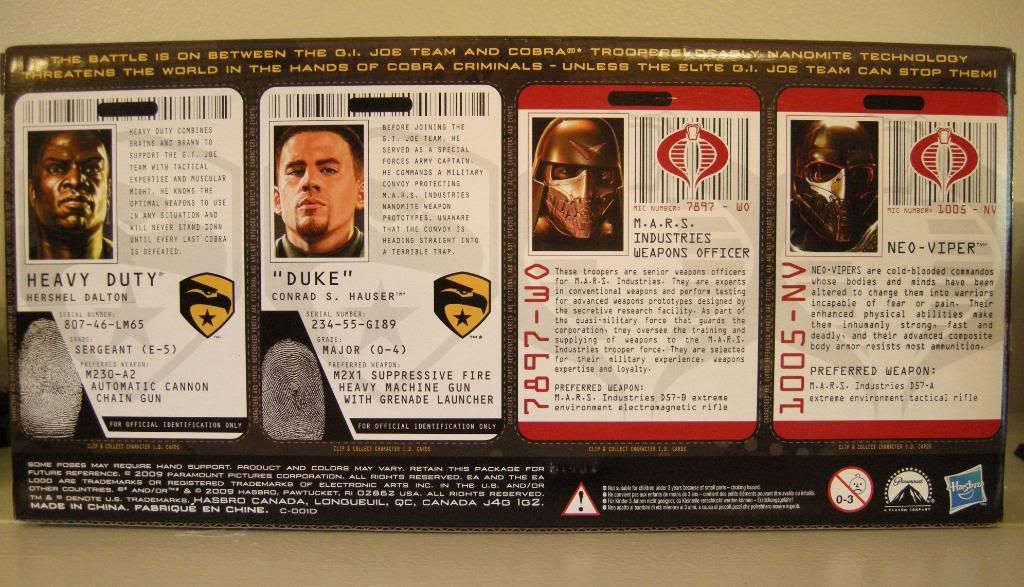 THE BATTLE IS ON BETWEEN THE G.I. JOE TEAM AND COBRA®* TROOPERS! DEADLY NANOMITE TECHNOLOGY
THREATENS THE WORLD IN THE HANDS OF COBRA CRIMINALS - UNLESS THE ELITE G.I. JOE TEAM CAN STOP THEM!
HEAVY DUTY COMBINES
BRAINS AND BRAWN TO
SUPPORT THE G.I. JOE
TEAM WITH TACTICAL
EXPERTISE AND MUSCULAR
MIGHT. HE KNOWS THE
OPTIMAL WEAPONS TO USE
IN ANY SITUATION AND
WILL NEVER STAND DOWN
UNTIL EVERY LAST COBRA
IS DEFEATED.
HEAVY DUTY®
HERSHEL DALTON
SERIAL NUMBER:
807-46-LM65
GRADE:
SERGEANT (E-5)
PREFERRED WEAPON:
M230-A2
AUTOMATIC CANNON
CHAIN GUN
FOR OFFICIAL IDENTIFICATION ONLY
CLIP & COLLECT CHARACTER I.D. CARDS
BEFORE JOINING THE
G.I. JOE TEAM, HE
SERVED AS A SPECIAL
FORCES ARMY CAPTAIN.
HE COMMANDS A MILITARY
CONVOY PROTECTING
M.A.R.S. INDUSTRIES
NANOMITE WEAPON
PROTOTYPES, UNAWARE
THAT THE CONVOY IS
HEADING STRAIGHT INTO
A TERRIBLE TRAP.
"DUKE"
CONRAD S. HAUSER™*
SERIAL NUMBER:
234-55-GI89
GRADE:
MAJOR (O-4)
PREFERRED WEAPON:
M2X1 SUPPRESSIVE FIRE
HEAVY MACHINE GUN
WITH GRENADE LAUNCHER
FOR OFFICIAL IDENTIFICATION ONLY
CLIP & COLLECT CHARACTER I.D. CARDS
MIC NUMBER: 7897 - WO
M.A.R.S.
INDUSTRIES
WEAPONS OFFICER
7897-WO
These troopers are senior weapons officers
for M.A.R.S. Industries. They are experts
in conventional weapons and perform testing
for advanced weapons prototypes designed by
the secretive research facility. As part of
the quasi-military force that guards the
corporation, they oversee the training and
supplying of weapons to the M.A.R.S.
Industries trooper force. They are selected
for their military experience, weapons
expertise and loyalty.
PREFERRED WEAPON:
M.A.R.S. Industries D57-B extreme
environment electromagnetic rifle
CLIP & COLLECT CHARACTER I.D. CARDS
MIC NUMBER: 1005 - NV
NEO-VIPER™*
1005-NV
NEO-VIPERS are cold-blooded commandos
whose bodies and minds have been
altered to change them into warriors
incapable of fear or pain. Their
enhanced physical abilities make
them inhumanly strong, fast and
deadly, and their advanced composite
body armor resists most ammunition.
PREFERRED WEAPON:
M.A.R.S. Industries D57-A
extreme environment tactical rifle
CLIP & COLLECT CHARACTER I.D. CARDS
SOME POSES MAY REQUIRE HAND SUPPORT. PRODUCT AND COLORS MAY VARY. RETAIN THIS PACKAGE FOR
FUTURE REFERENCE. © 2009 PARAMOUNT PICTURES CORPORATION. ALL RIGHTS RESERVED. EA AND THE EA
LOGO ARE TRADEMARKS OR REGISTERED TRADEMARKS OF ELECTRONIC ARTS INC. IN THE U.S. AND/OR
OTHER COUNTRIES. ®* AND/OR ™* & © 2009 HASBRO, PAWTUCKET, RI 02862 USA. ALL RIGHTS RESERVED.
TM & ® DENOTE U.S. TRADEMARKS. HASBRO CANADA, LONGUEUIL, QC, CANADA J4G 1G2.
MADE IN CHINA. FABRIQUÉ EN CHINE. C-001D
Not suitable for children under 3 years because of small parts - choking hazard.
0-3
Paramount
A VIACOM COMPANY
Hasbro